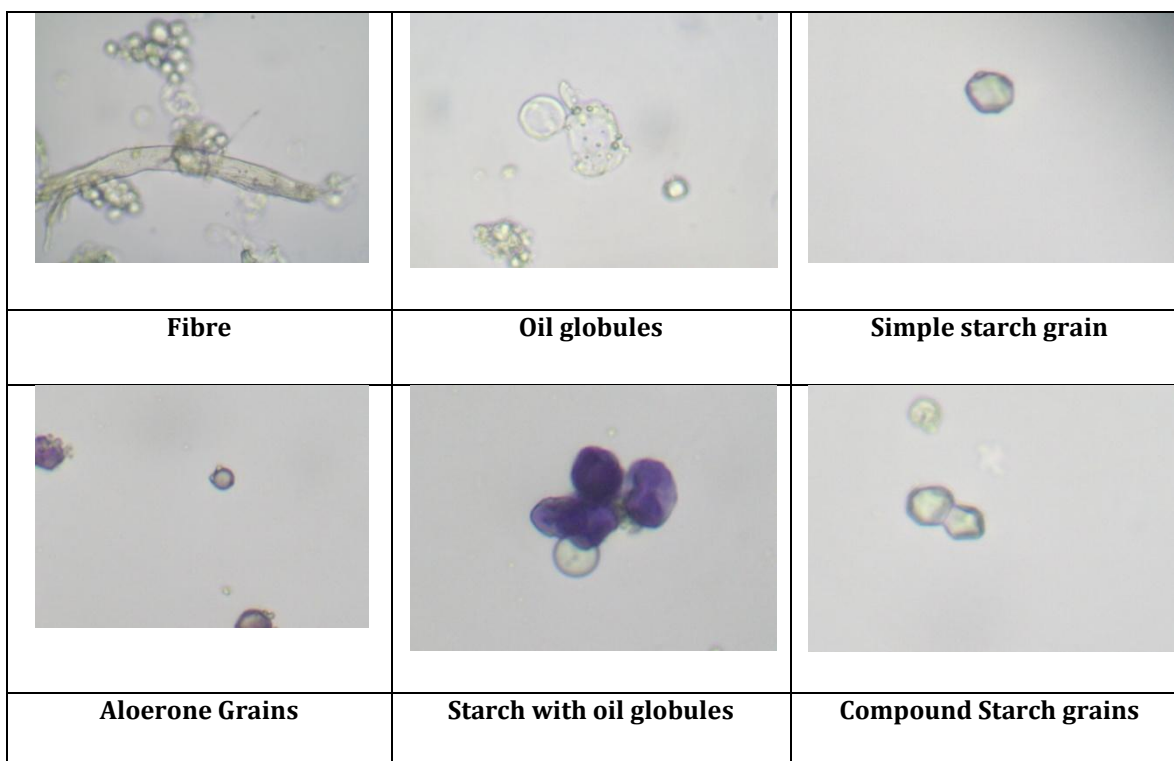 Fibre
Oil globules
Simple starch grain
Aloerone Grains
Starch with oil globules
Compound Starch grains